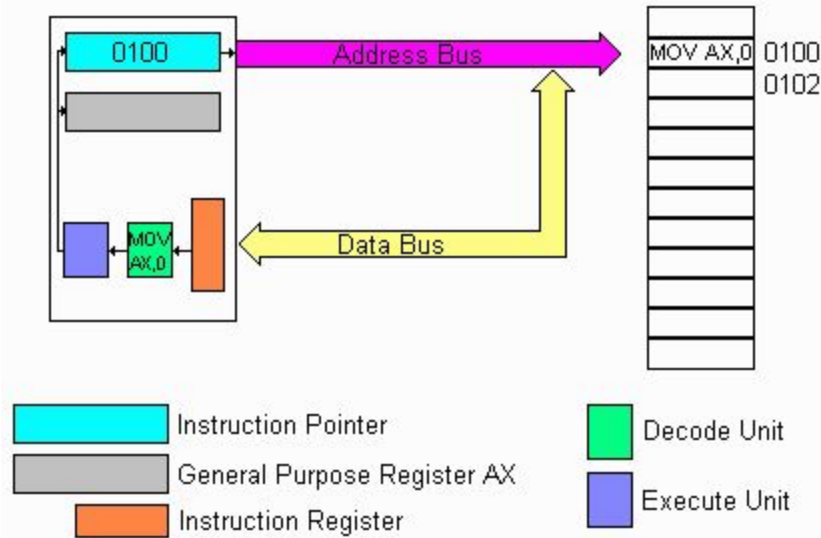 0100
Address Bus
MOV AX,0
0100
0102
MOV
AX,0
Data Bus
Instruction Pointer
General Purpose Register AX
Instruction Register
Decode Unit
Execute Unit